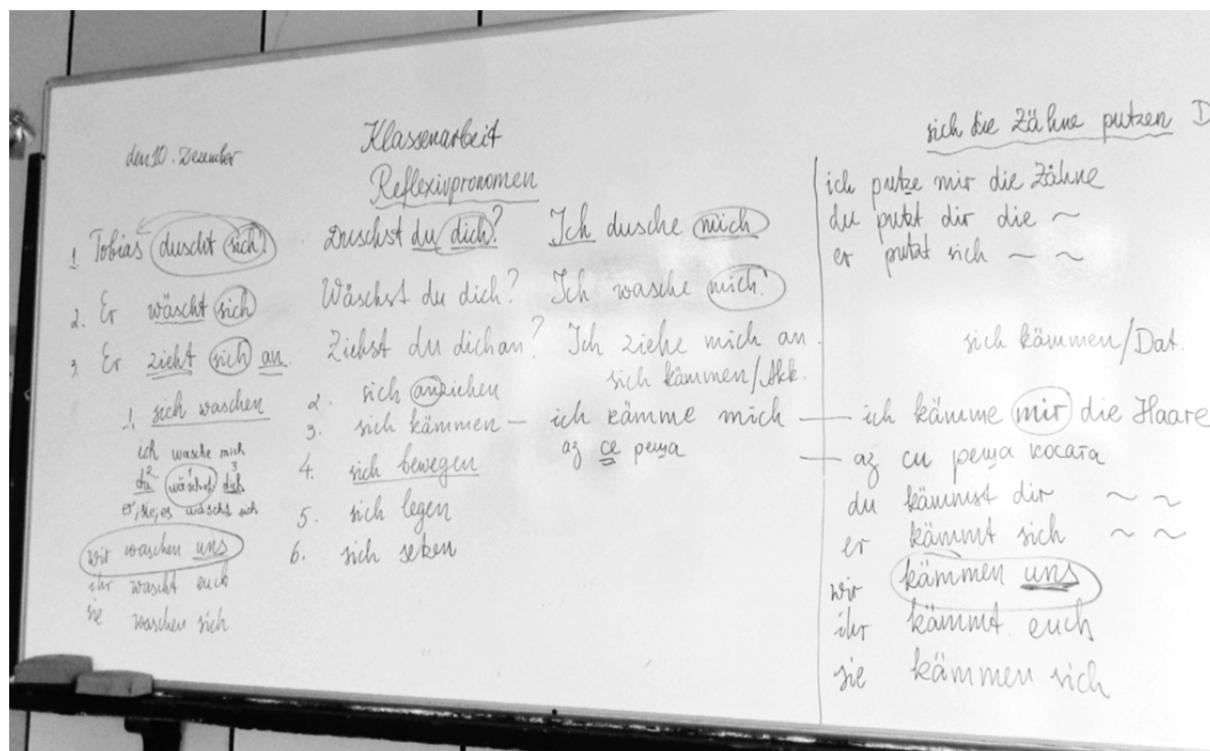 den 10. Dezember
Klassenarbeit
Reflexivpronomen
1. Tobias duscht sich.
Duschst du dich? Ich dusche mich
2. Er wäscht sich
Wäschst du dich? Ich wasche mich.
3. Er zieht sich an.
Ziehst du dich an? Ich ziehe mich an.
1. sich waschen
ich wasche mich
du wäschst dich
2 1 3
er, sie, es wäscht sich
wir waschen uns
ihr wascht euch
sie waschen sich
2. sich anziehen
sich kämmen/Akk.
3. sich kämmen — ich kämme mich —
аз се реша —
4. sich bewegen
5. sich legen
6. sich setzen
sich die Zähne putzen D
ich putze mir die Zähne
du putzt dir die ~
er putzt sich ~ ~
sich kämmen/Dat.
ich kämme mir die Haare
аз си реша косата
du kämmst dir ~ ~
er kämmt sich ~ ~
wir kämmen uns
ihr kämmt euch
sie kämmen sich